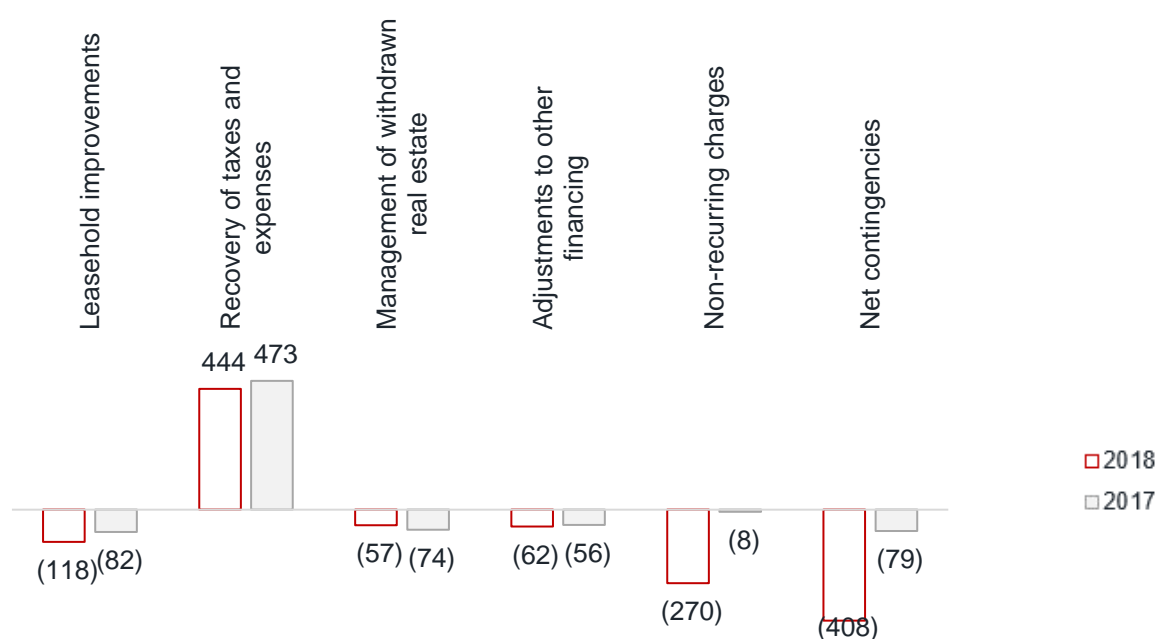 Leasehold improvements
Recovery of taxes and
expenses
Management of withdrawn
real estate
Adjustments to other
financing
Non-recurring charges
Net contingencies
444 473
(118) (82)
(57) (74)
(62) (56)
(270) (8)
(408) (79)
2018
2017